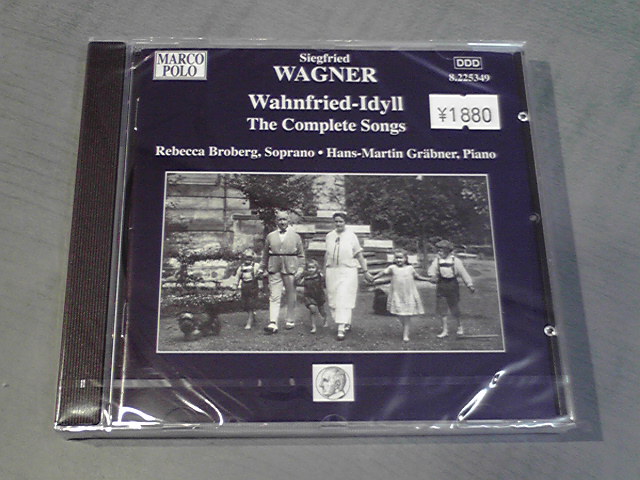 MARCO
POLO
Siegfried
WAGNER
DDD
8.225349
Wahnfried-Idyll
The Complete Songs
¥1880
Rebecca Broberg, Soprano • Hans-Martin Gräbner, Piano